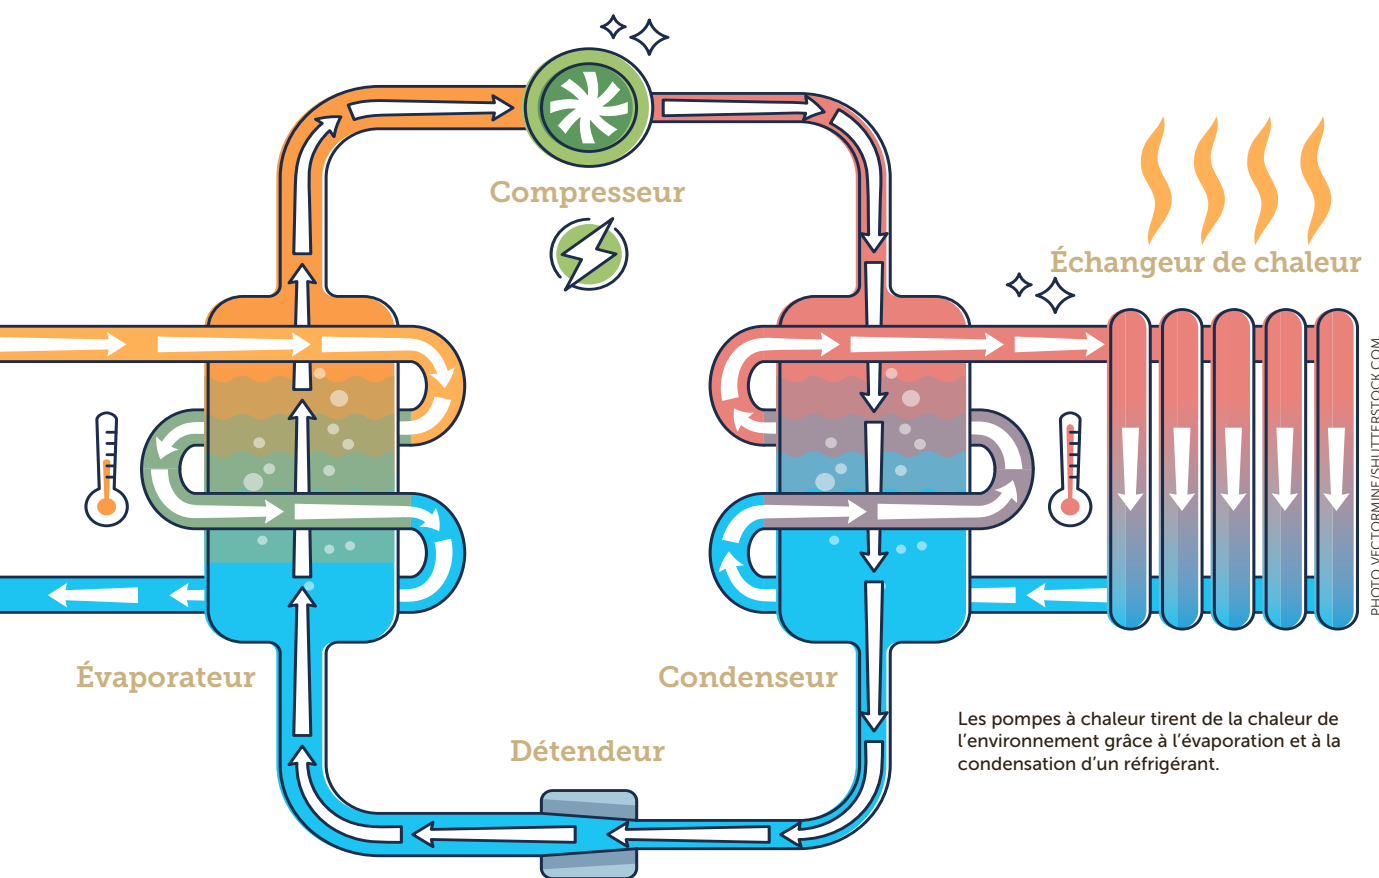 Compresseur
Échangeur de chaleur
PHOTO VECTORMINE/SHUTTERSTOCK.COM
Évaporateur
Condenseur
Détendeur
Les pompes à chaleur tirent de la chaleur de
l'environnement grâce à l'évaporation et à la
condensation d'un réfrigérant.